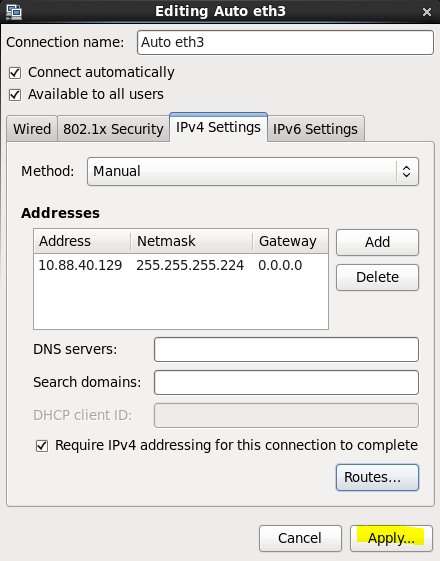 Editing Auto eth3
Connection name: Auto eth3
Connect automatically
Available to all users
Wired 802.1x Security IPv4 Settings IPv6 Settings
Method: Manual
Addresses
Address Netmask Gateway Add
10.88.40.129 255.255.255.224 0.0.0.0
Delete
DNS servers:
Search domains:
DHCP client ID:
Require IPv4 addressing for this connection to complete
Routes...
Cancel Apply...